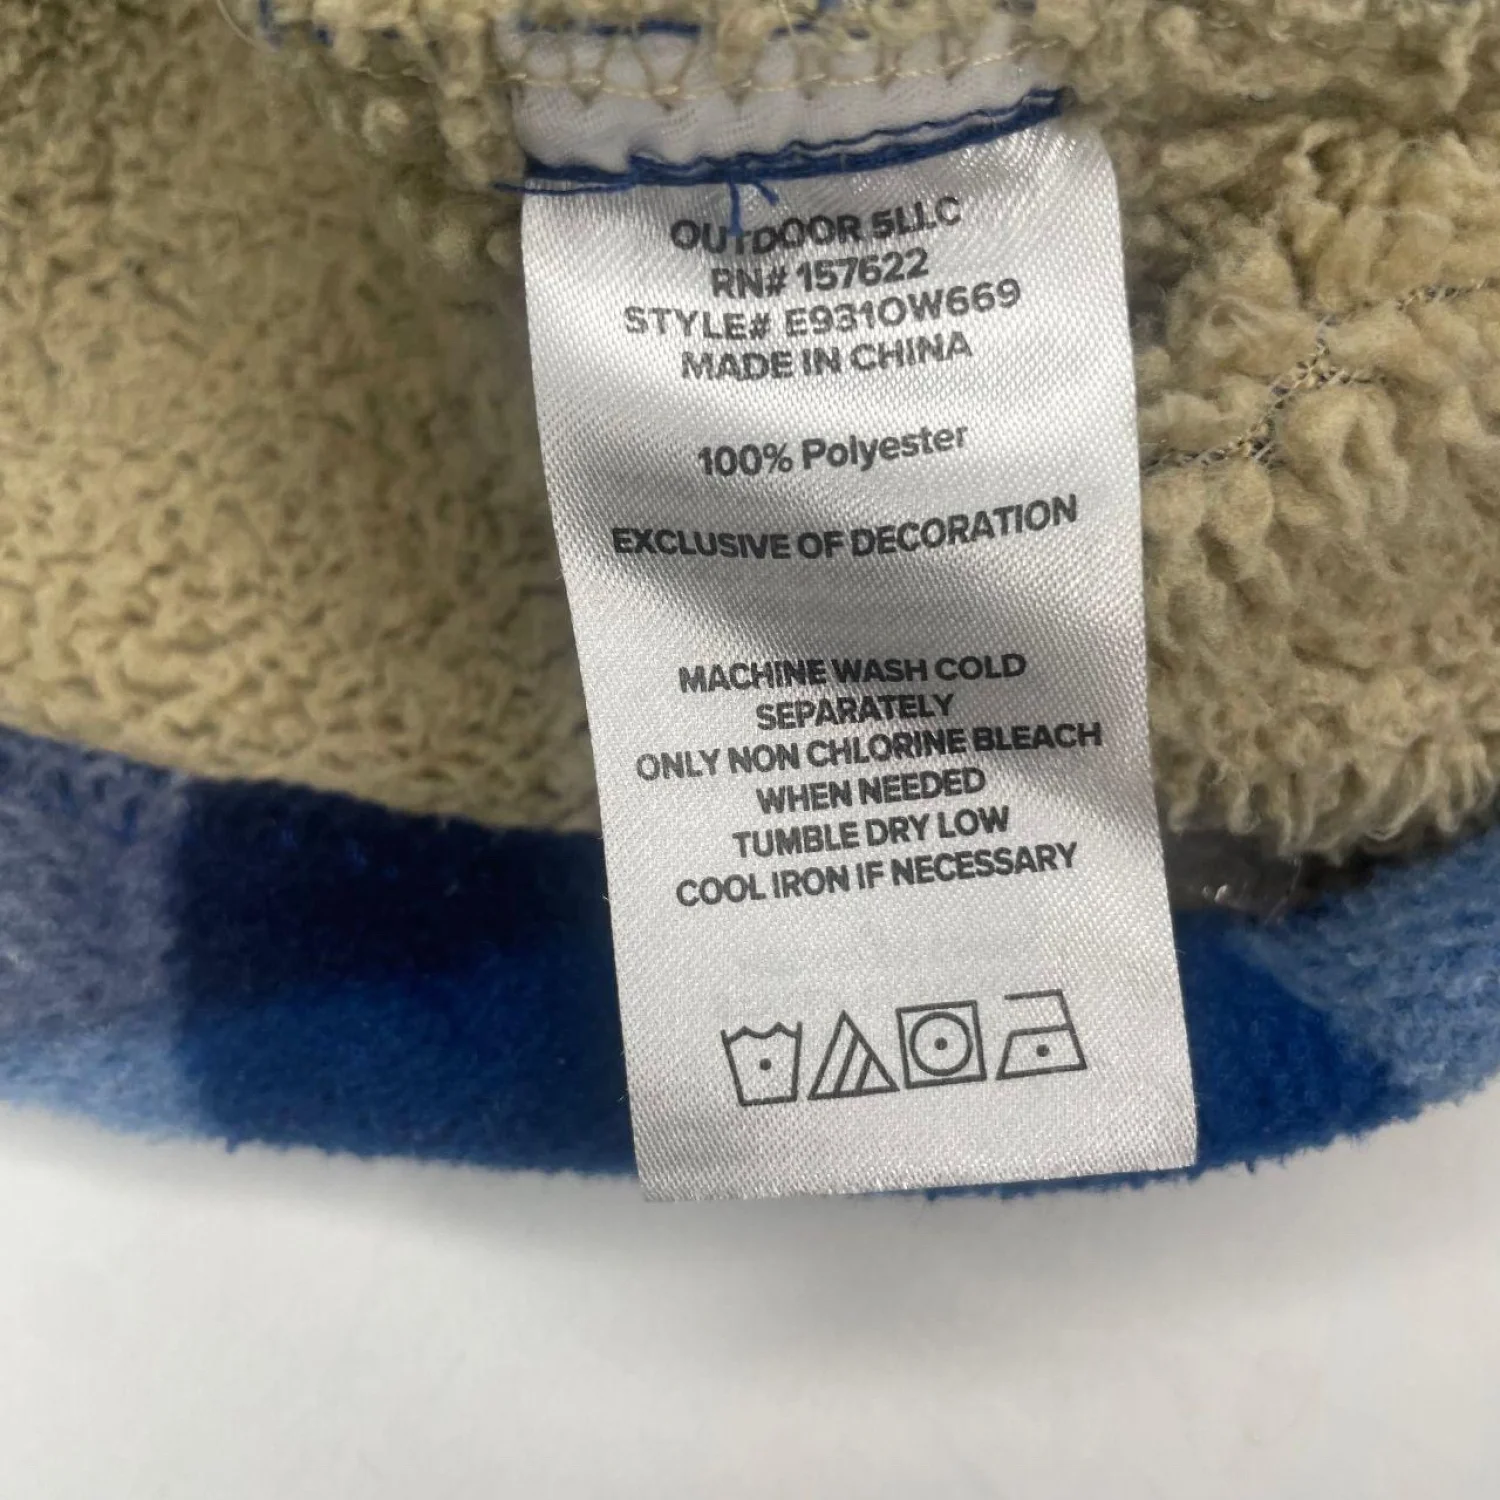 OUTDOOR 5LLC
RN# 157622
STYLE# E931OW669
MADE IN CHINA
100% Polyester
EXCLUSIVE OF DECORATION
MACHINE WASH COLD
SEPARATELY
ONLY NON CHLORINE BLEACH
WHEN NEEDED
TUMBLE DRY LOW
COOL IRON IF NECESSARY